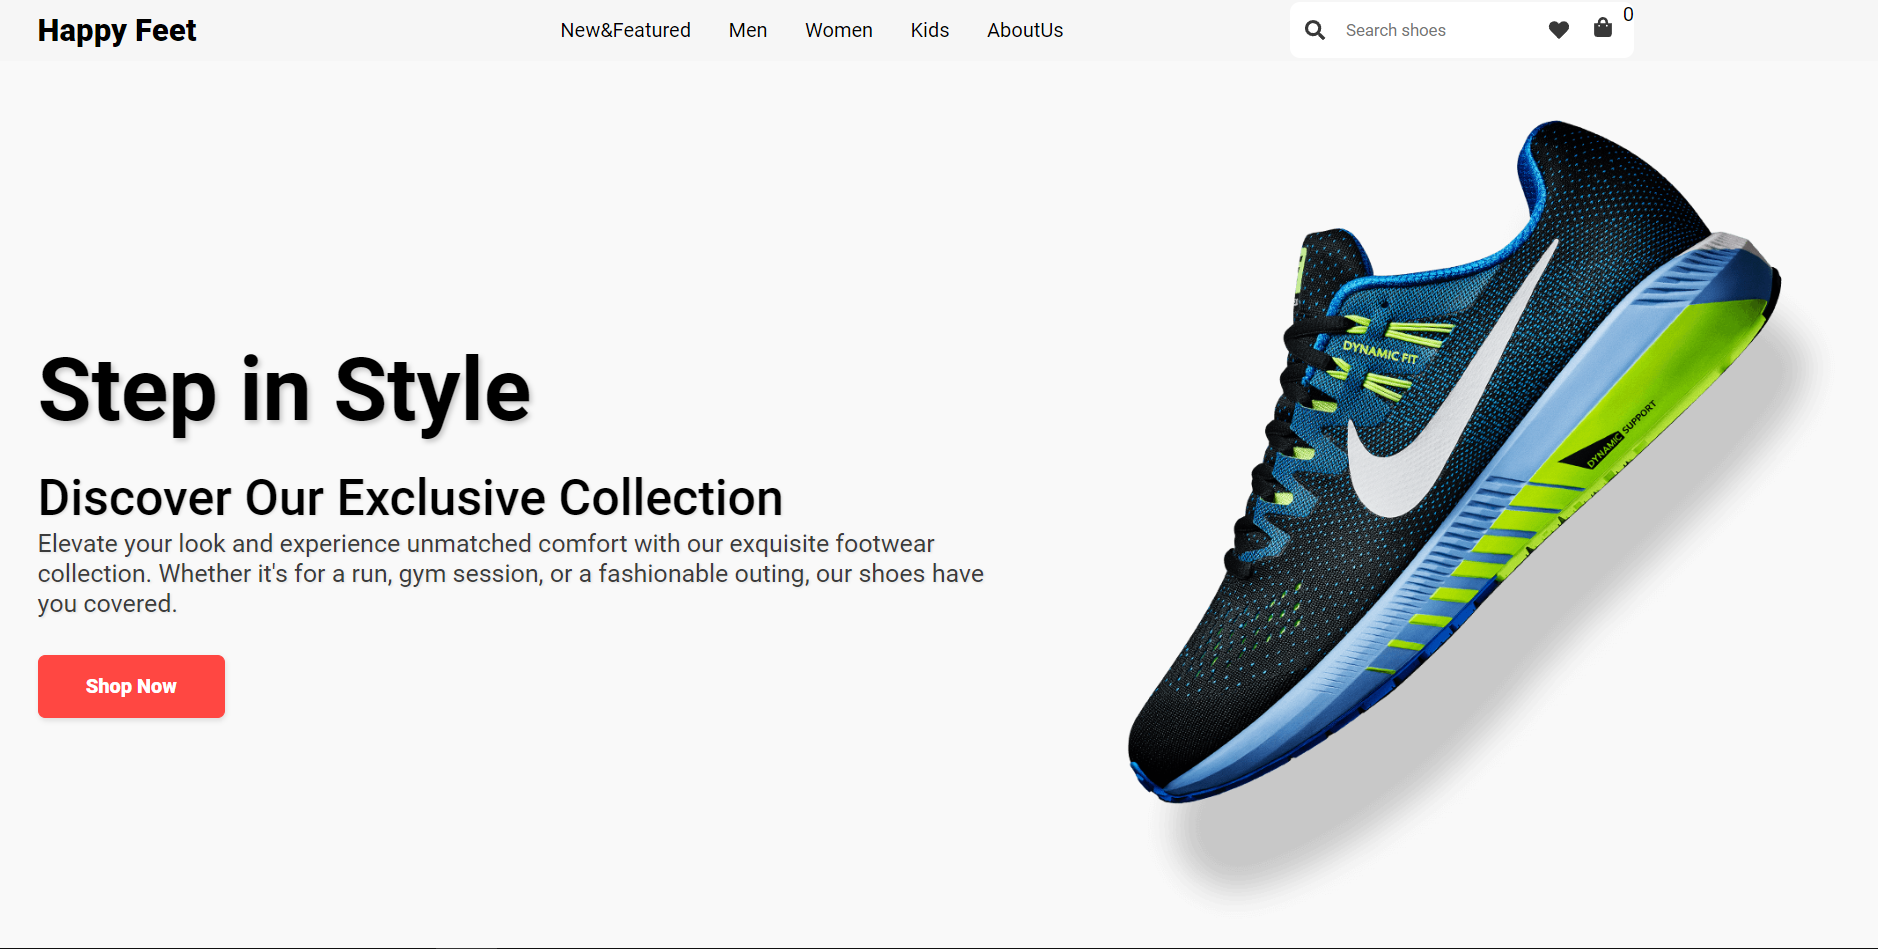 Happy Feet
New&Featured Men Women Kids AboutUs
Search shoes
0
Step in Style
Discover Our Exclusive Collection
Elevate your look and experience unmatched comfort with our exquisite footwear
collection. Whether it's for a run, gym session, or a fashionable outing, our shoes have
you covered.
Shop Now
DYNAMIC FIT
DYNAMIC SUPPORT